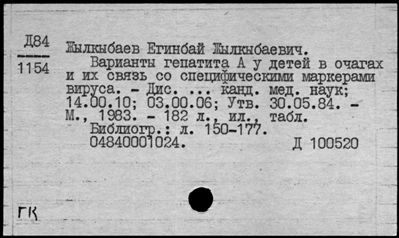 Д84
1154
Жылкыбаев Егинбай Жылкыбаевич.
Варианты гепатита А у детей в очагах
и их связь со специфическими маркерами
вируса. - Дис. ... канд. мед. наук;
14.00.10; 03.00.06; Утв. 30.05.84. -
М., 1983. - 182 л., ил., табл.
Библиогр.: л. 150-177.
04840001024. Д 100520
ГК